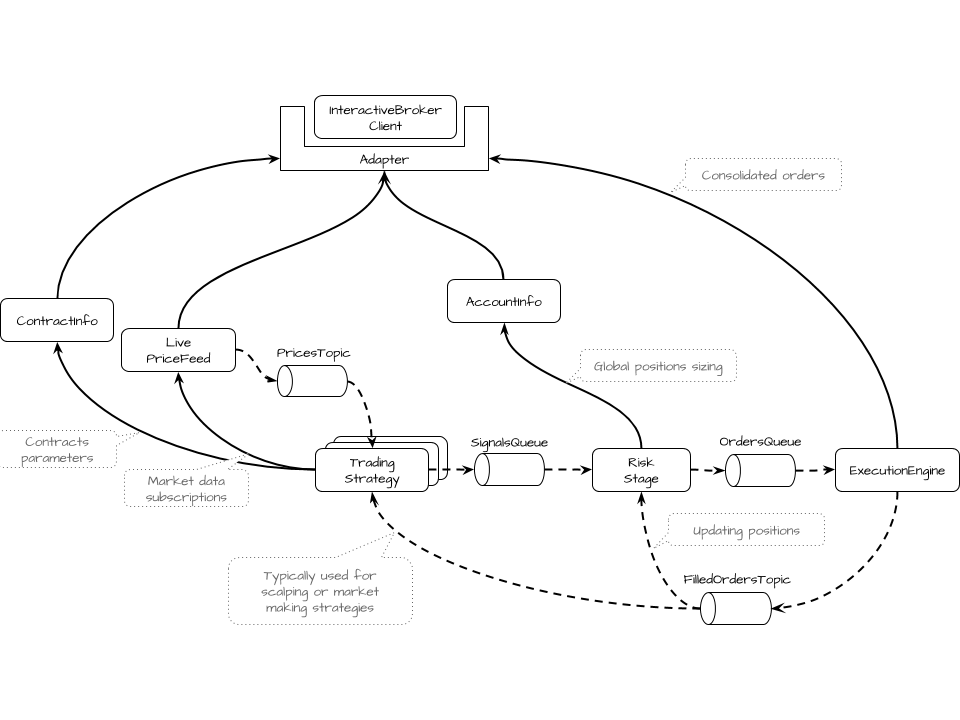 InteractiveBroker
Client
Adapter
Consolidated orders
AccountInfo
ContractInfo
Live
PriceFeed
PricesTopic
Global positions sizing
Contracts
parameters
Market data
subscriptions
Trading
Strategy
SignalsQueue
Risk
Stage
OrdersQueue
ExecutionEngine
Updating positions
Typically used for
scalping or market
making strategies
FilledOrdersTopic